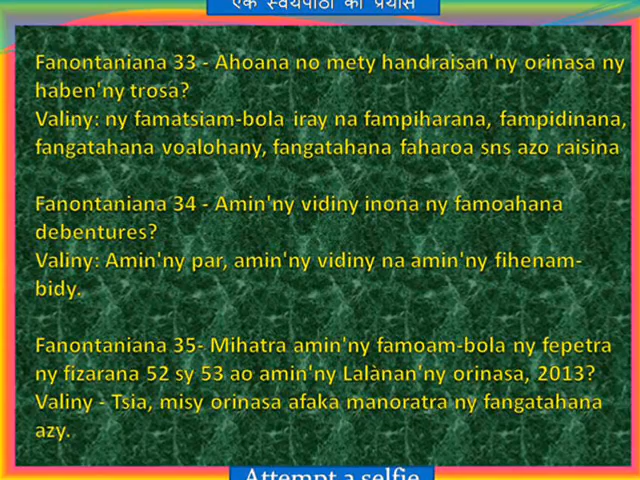 एक स्वयंपाठी का प्रयास
Fanontaniana 33 - Ahoana no mety handraisan'ny orinasa ny
haben'ny trosa?
Valiny: ny famatsiam-bola iray na fampiharana, fampidinana,
fangatahana voalohany, fangatahana faharoa sns azo raisina
Fanontaniana 34 - Amin'ny vidiny inona ny famoahana
debentures?
Valiny: Amin'ny par, amin'ny vidiny na amin'ny fihenam-
bidy.
Fanontaniana 35- Mihatra amin'ny famoam-bola ny fepetra
ny fizarana 52 sy 53 ao amin'ny Lalànan'ny orinasa, 2013?
Valiny - Tsia, misy orinasa afaka manoratra ny fangatahana
azy.
Attempt a selfie